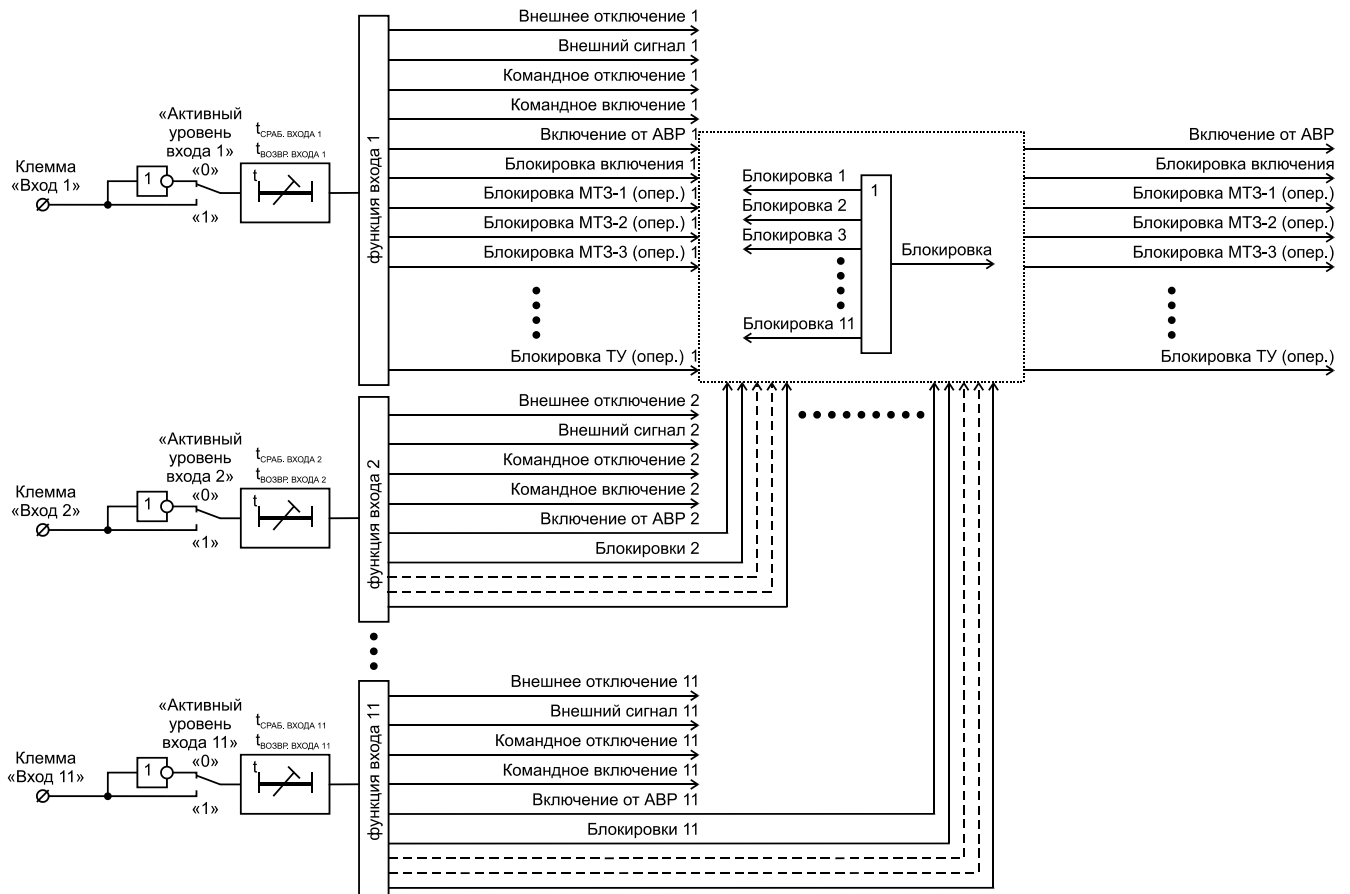 Внешнее отключение 1
Внешний сигнал 1
Командное отключение 1
Командное включение 1
Включение от АВР 1
Блокировка включения 1
Блокировка МТЗ-1 (опер.) 1
Блокировка МТЗ-2 (опер.) 1
Блокировка МТЗ-3 (опер.) 1
Блокировка ТУ (опер.) 1
«Активный
уровень
входа 1»
«0»
«1»
tСРАБ. ВХОДА 1
tВОЗВР. ВХОДА 1
Клемма
«Вход 1»
1
t
функция входа 1
Блокировка 1
Блокировка 2
Блокировка 3
Блокировка 11
1
Блокировка
Включение от АВР
Блокировка включения
Блокировка МТЗ-1 (опер.)
Блокировка МТЗ-2 (опер.)
Блокировка МТЗ-3 (опер.)
Блокировка ТУ (опер.)
Внешнее отключение 2
Внешний сигнал 2
Командное отключение 2
Командное включение 2
Включение от АВР 2
Блокировки 2
«Активный
уровень
входа 2»
«0»
«1»
tСРАБ. ВХОДА 2
tВОЗВР. ВХОДА 2
Клемма
«Вход 2»
1
t
функция входа 2
Внешнее отключение 11
Внешний сигнал 11
Командное отключение 11
Командное включение 11
Включение от АВР 11
Блокировки 11
«Активный
уровень
входа 11»
«0»
«1»
tСРАБ. ВХОДА 11
tВОЗВР. ВХОДА 11
Клемма
«Вход 11»
1
t
функция входа 11